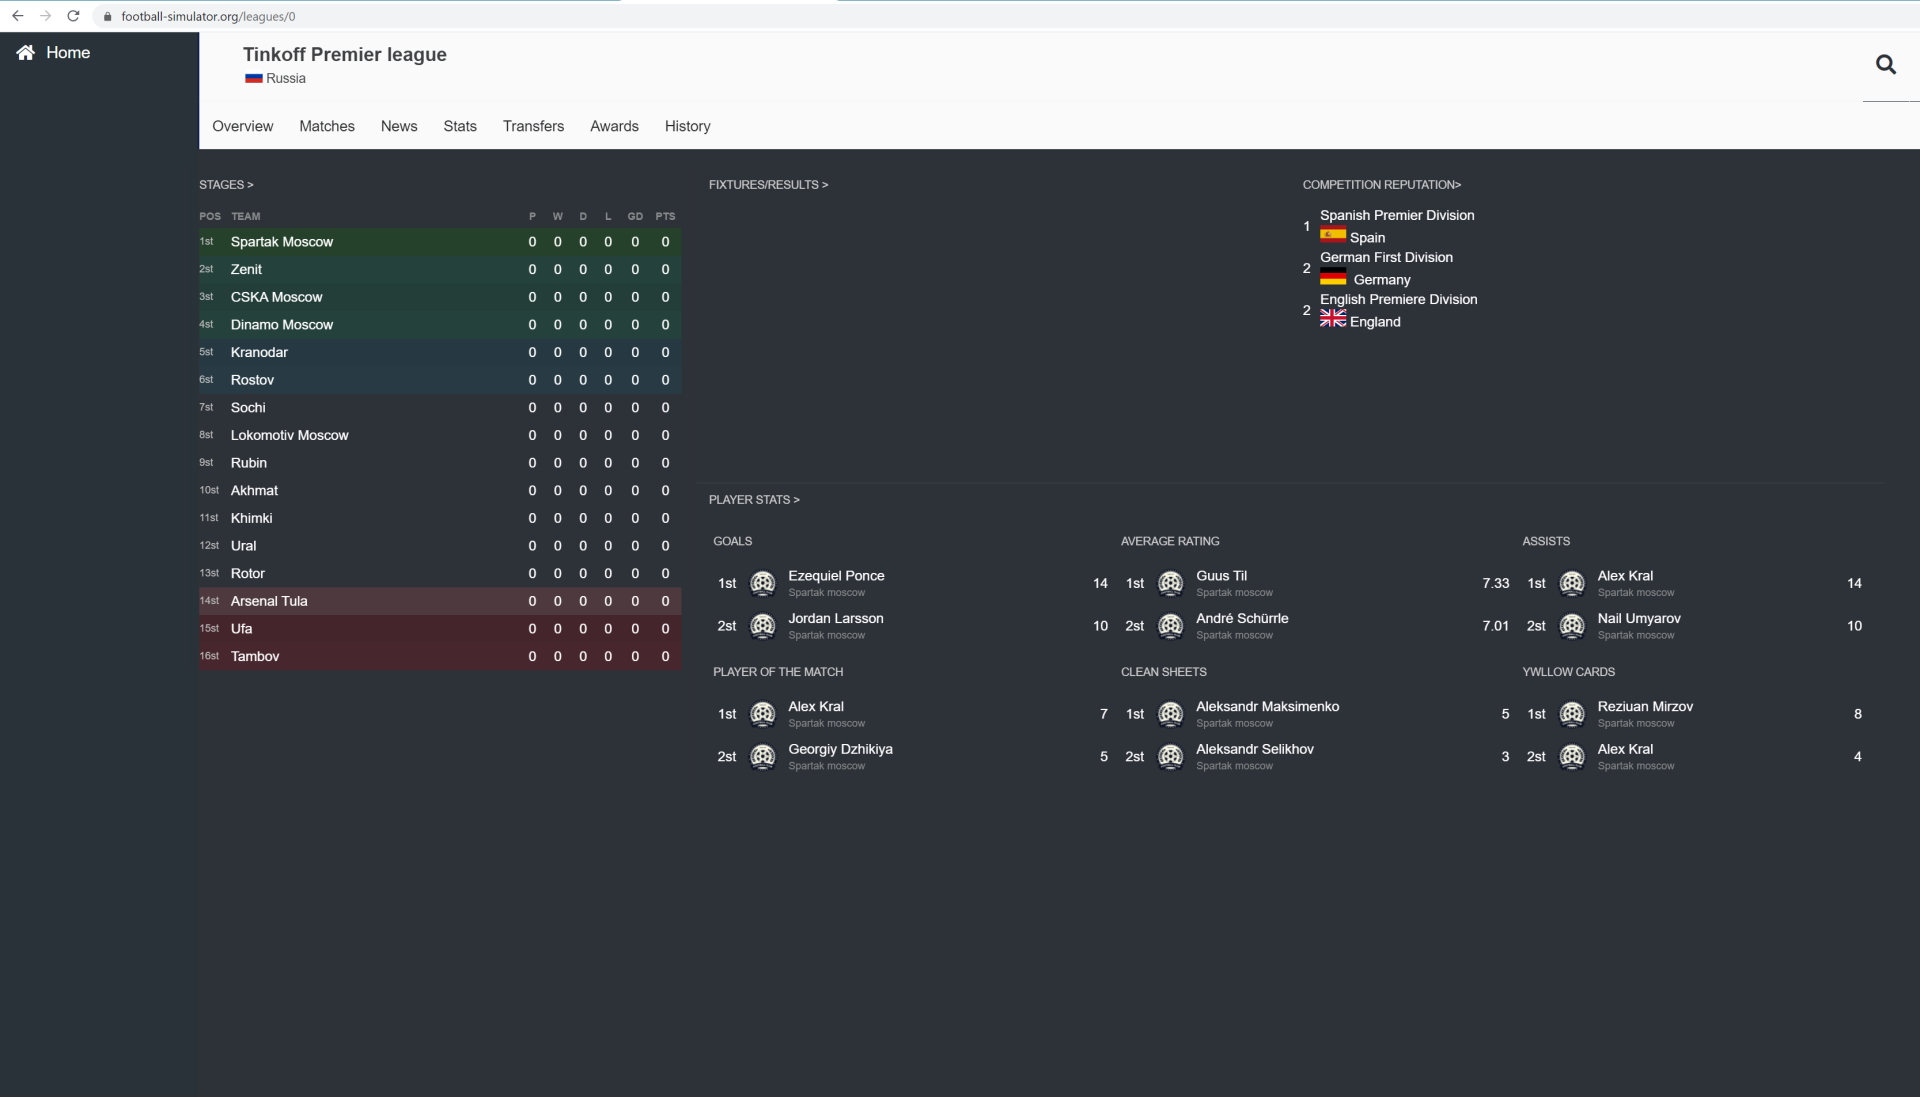 football-simulator.org/leagues/0
Home
Tinkoff Premier league
Russia
Overview Matches News Stats Transfers Awards History
STAGES >
POS TEAM P W D L GD PTS
1st Spartak Moscow 0 0 0 0 0 0
2st Zenit 0 0 0 0 0 0
3st CSKA Moscow 0 0 0 0 0 0
4st Dinamo Moscow 0 0 0 0 0 0
5st Kranodar 0 0 0 0 0 0
6st Rostov 0 0 0 0 0 0
7st Sochi 0 0 0 0 0 0
8st Lokomotiv Moscow 0 0 0 0 0 0
9st Rubin 0 0 0 0 0 0
10st Akhmat 0 0 0 0 0 0
11st Khimki 0 0 0 0 0 0
12st Ural 0 0 0 0 0 0
13st Rotor 0 0 0 0 0 0
14st Arsenal Tula 0 0 0 0 0 0
15st Ufa 0 0 0 0 0 0
16st Tambov 0 0 0 0 0 0
FIXTURES/RESULTS >
COMPETITION REPUTATION>
1 Spanish Premier Division
Spain
2 German First Division
Germany
2 English Premiere Division
England
PLAYER STATS >
GOALS
1st Ezequiel Ponce 14
Spartak moscow
2st Jordan Larsson 10
Spartak moscow
AVERAGE RATING
1st Guus Til 7.33
Spartak moscow
2st André Schürrle 7.01
Spartak moscow
ASSISTS
1st Alex Kral 14
Spartak moscow
2st Nail Umyarov 10
Spartak moscow
PLAYER OF THE MATCH
1st Alex Kral 7
Spartak moscow
2st Georgiy Dzhikiya 5
Spartak moscow
CLEAN SHEETS
1st Aleksandr Maksimenko 5
Spartak moscow
2st Aleksandr Selikhov 3
Spartak moscow
YWLLOW CARDS
1st Reziuan Mirzov 8
Spartak moscow
2st Alex Kral 4
Spartak moscow